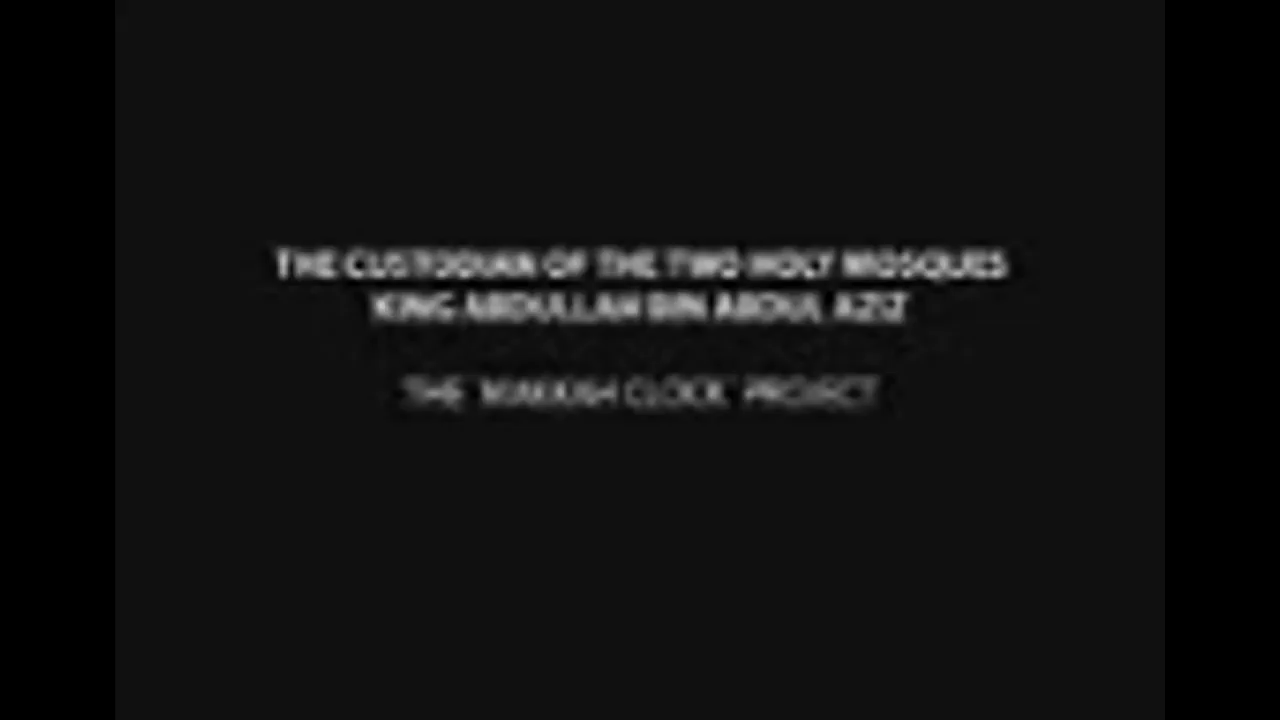 THE CUSTODIAN OF THE TWO HOLY MOSQUES
KING ABDULLAH BIN ABDUL AZIZ
THE MAKKAH CLOCK PROJECT